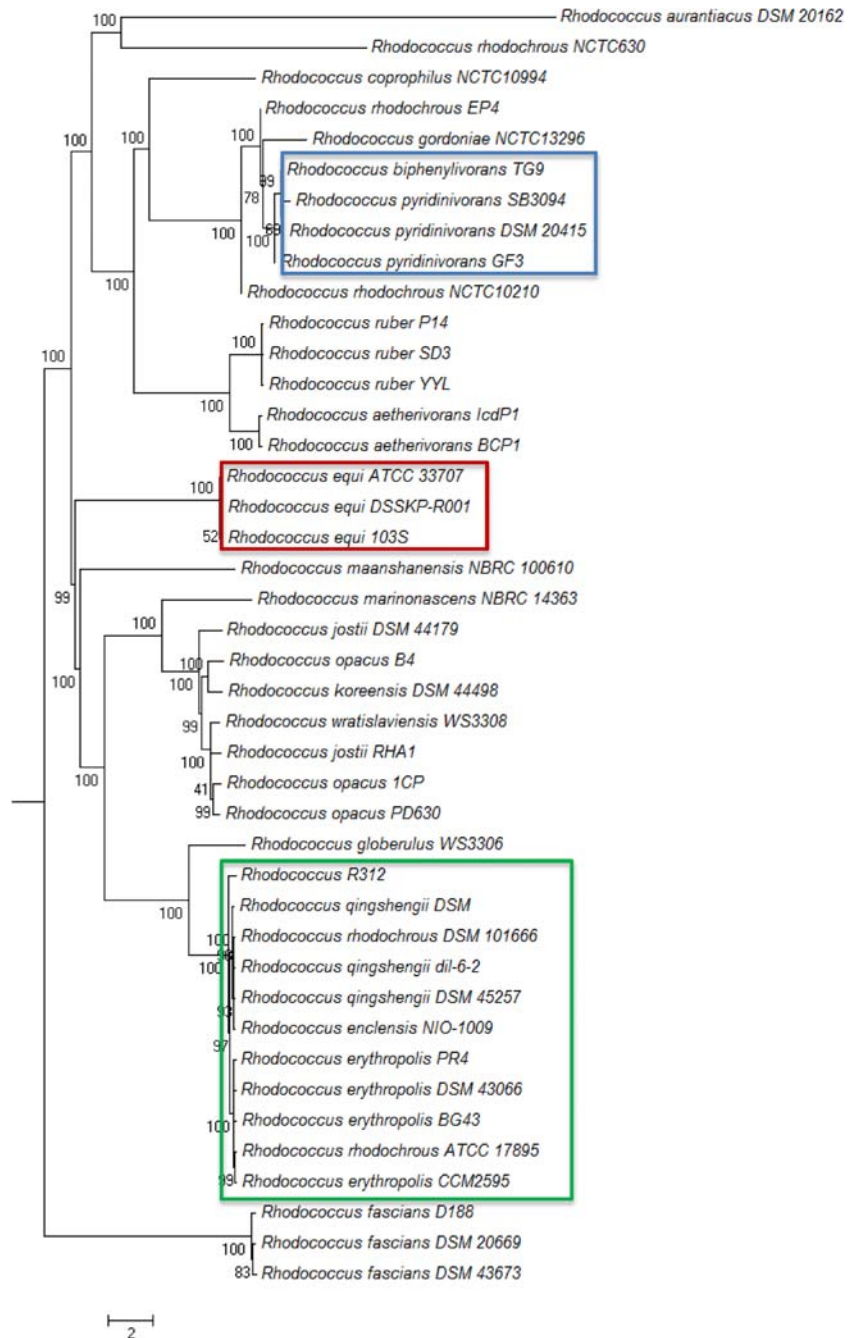 Rhodococcus aurantiacus DSM 20162
100
Rhodococcus rhodochrous NCTC630
Rhodococcus coprophilus NCTC10994
Rhodococcus rhodochrous EP4
100
100
100
Rhodococcus gordoniae NCTC13296
Rhodococcus biphenylivorans TG9
99
78
Rhodococcus pyridinivorans SB3094
100
69
Rhodococcus pyridinivorans DSM 20415
100
Rhodococcus pyridinivorans GF3
100
Rhodococcus rhodochrous NCTC10210
Rhodococcus ruber P14
100
100
Rhodococcus ruber SD3
Rhodococcus ruber YYL
100
Rhodococcus aetherivorans IcdP1
100
Rhodococcus aetherivorans BCP1
Rhodococcus equi ATCC 33707
100
Rhodococcus equi DSSKP-R001
52
Rhodococcus equi 103S
Rhodococcus maanshanensis NBRC 100610
99
Rhodococcus marinonascens NBRC 14363
100
Rhodococcus jostii DSM 44179
100
Rhodococcus opacus B4
100
100
Rhodococcus koreensis DSM 44498
99
Rhodococcus wratislaviensis WS3308
Rhodococcus jostii RHA1
100
100
Rhodococcus opacus 1CP
41
Rhodococcus opacus PD630
99
Rhodococcus globerulus WS3306
Rhodococcus R312
Rhodococcus qingshengii DSM
100
Rhodococcus rhodochrous DSM 101666
100
Rhodococcus qingshengii dil-6-2
100
Rhodococcus qingshengii DSM 45257
93
Rhodococcus enclensis NIO-1009
97
Rhodococcus erythropolis PR4
Rhodococcus erythropolis DSM 43066
Rhodococcus erythropolis BG43
100
Rhodococcus rhodochrous ATCC 17895
99
Rhodococcus erythropolis CCM2595
Rhodococcus fascians D188
Rhodococcus fascians DSM 20669
100
Rhodococcus fascians DSM 43673
83
2